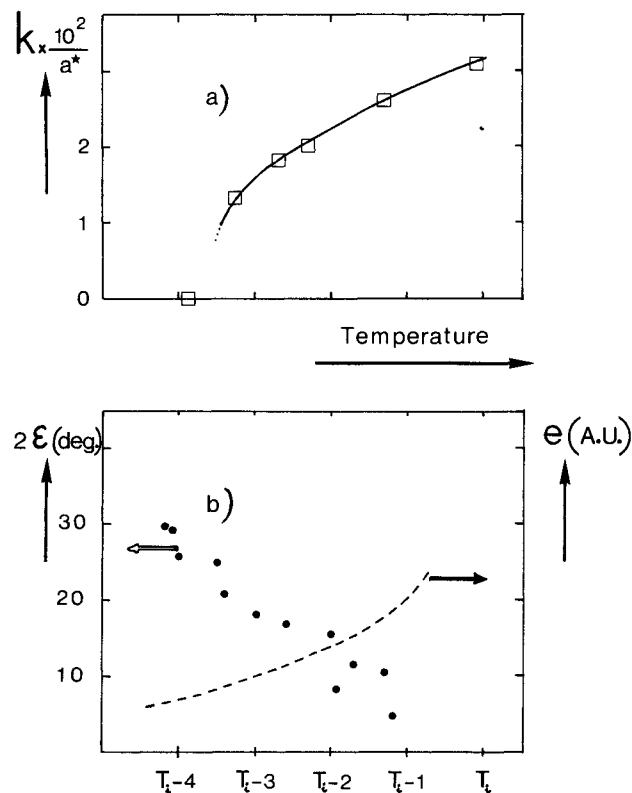 k × 10²/a*
a)
2
1
0
Temperature
2 ε (deg.)
e (A.U.)
b)
30
20
10
Tᵢ-4 Tᵢ-3 Tᵢ-2 Tᵢ-1 Tᵢ